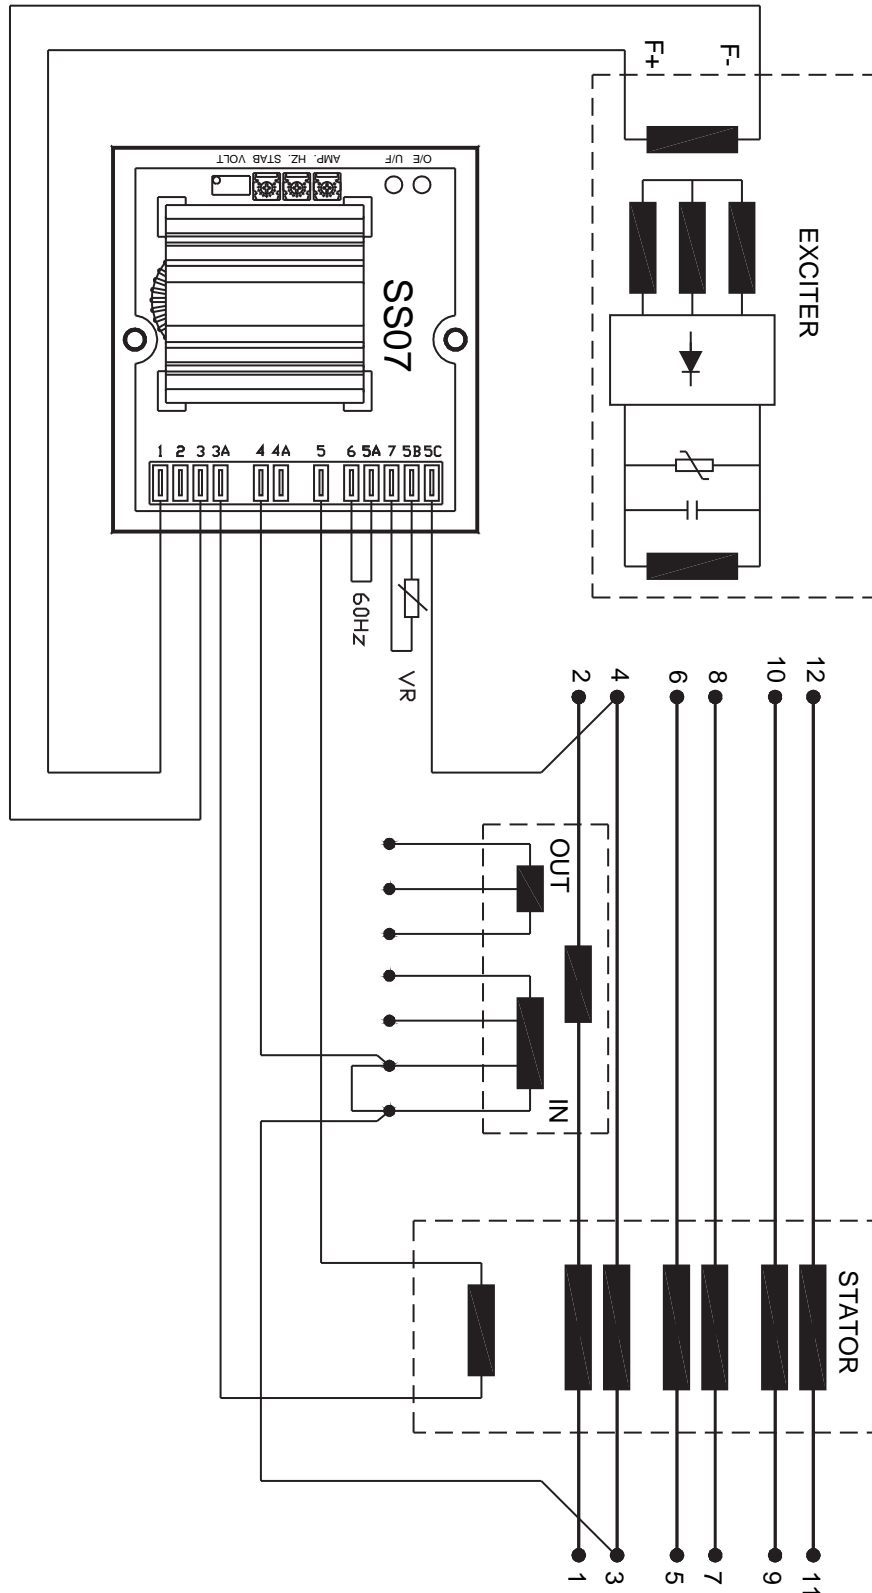 F+ F-
VOLT STAB HZ. AMP. U/F O/E
EXCITER
SS07
1 2 3 3A 4 4A 5 6 5A 7 5B 5C
60Hz
VR
2 4 6 8 10 12
OUT
IN
STATOR
1 3 5 7 9 11